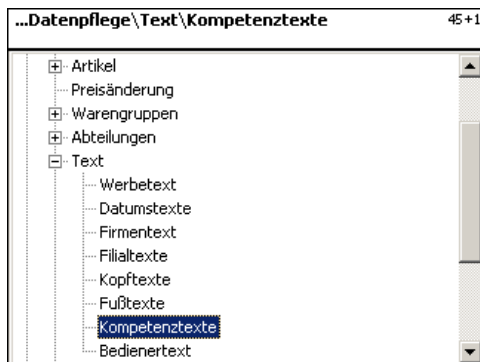 ...Datenpflege\Text\Kompetenztexte 45+1
Artikel
Preisänderung
Warengruppen
Abteilungen
Text
Werbetext
Datumstexte
Firmentext
Filialtexte
Kopftexte
Fußtexte
Kompetenztexte
Bedienertext